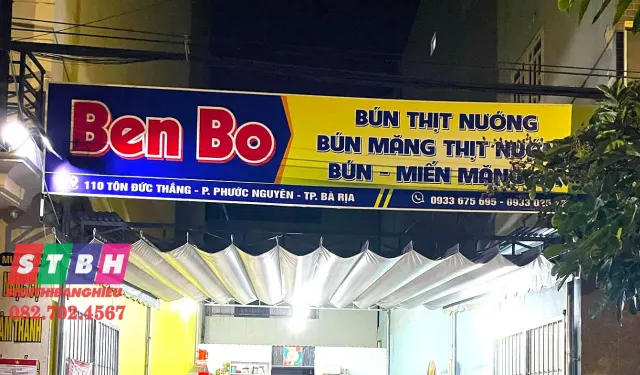 Ben Bo
BÚN THỊT NƯỚNG
BÚN MĂNG THỊT NƯỚNG
BÚN - MIẾN MĂNG
110 TÔN ĐỨC THẮNG - P. PHƯỚC NGUYÊN - TP. BÀ RỊA
0933 675 695 - 0933
STBH
082.702.4567